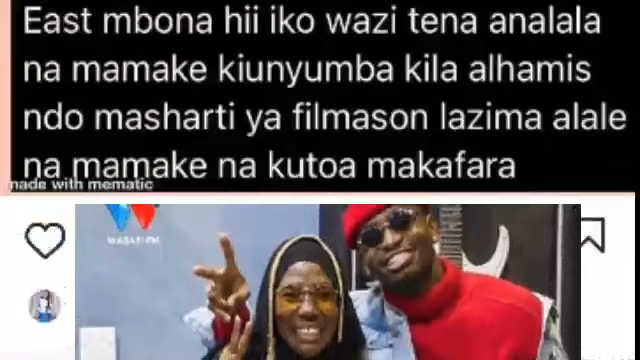 East mbona hii iko wazi tena analala
na mamake kiunyumba kila alhamis
ndo masharti ya filmason lazima alale
na mamake na kutoa makafara
made with mematic
WASAFI FM